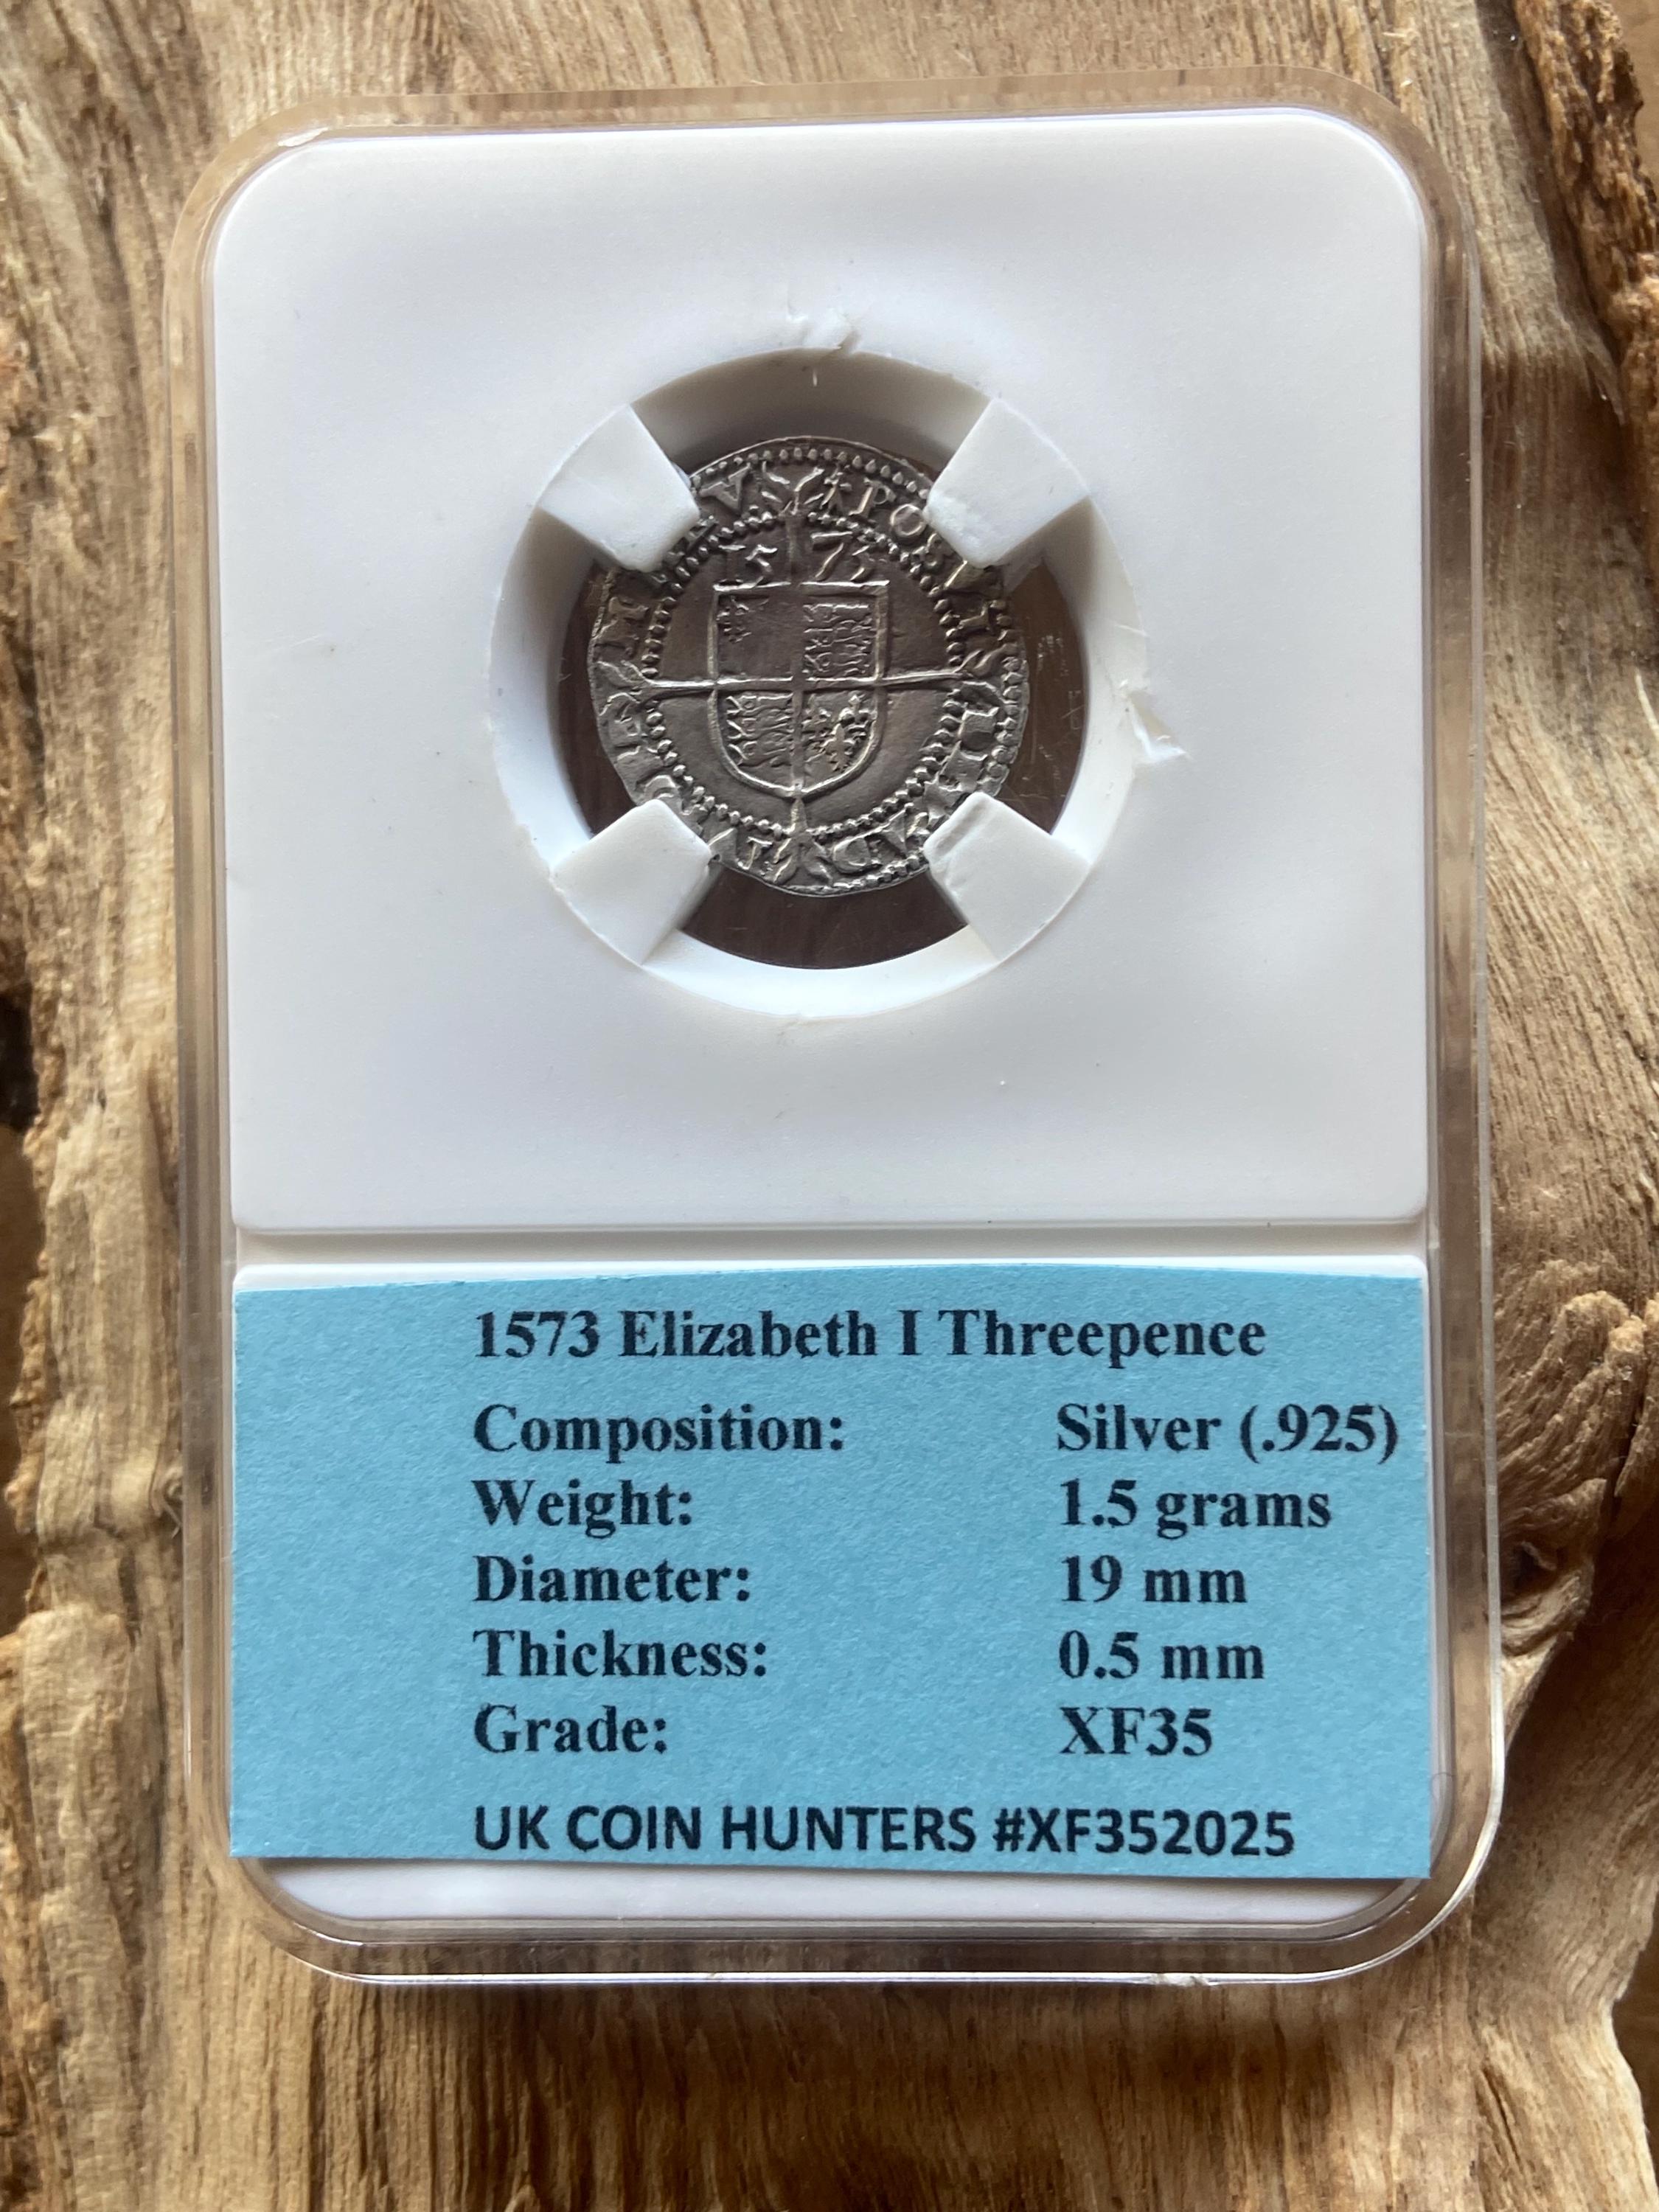 1573 Elizabeth I Threepence
Composition: Silver (.925)
Weight: 1.5 grams
Diameter: 19 mm
Thickness: 0.5 mm
Grade: XF35
UK COIN HUNTERS #XF352025